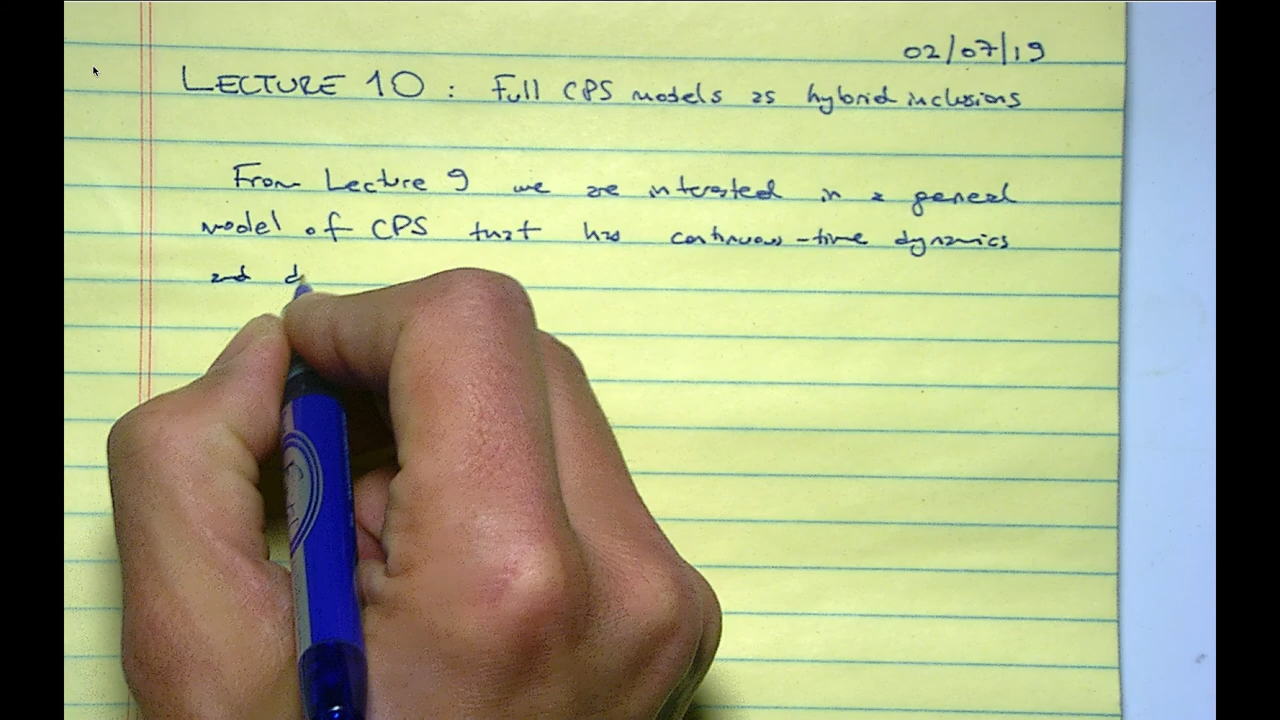 02/07/19
LECTURE 10 : Full CPS models as hybrid inclusions
From Lecture 9 we are interested in a general
model of CPS that has continuous-time dynamics
and d